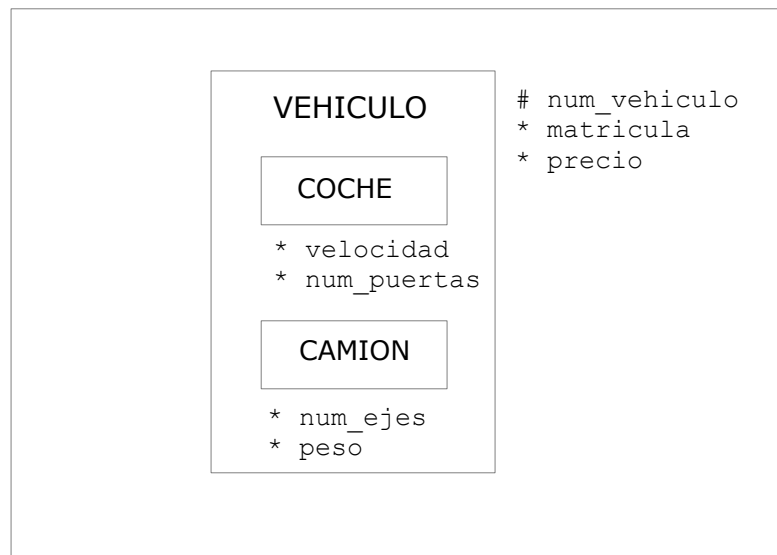 VEHICULO
# num_vehiculo
* matricula
* precio
COCHE
* velocidad
* num_puertas
CAMION
* num_ejes
* peso